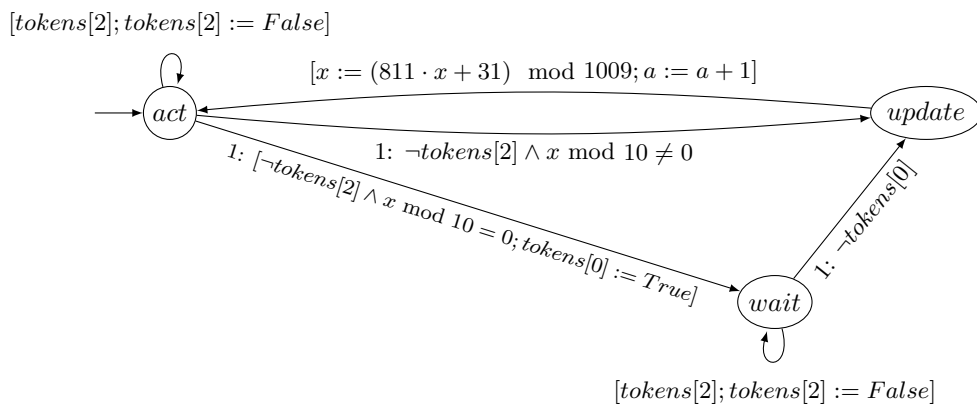 [tokens[2]; tokens[2] := False]
[x := (811 · x + 31) mod 1009; a := a + 1]
act
update
1: ¬tokens[2] ∧ x mod 10 ≠ 0
1: [¬tokens[2] ∧ x mod 10 = 0; tokens[0] := True]
1: ¬tokens[0]
wait
[tokens[2]; tokens[2] := False]